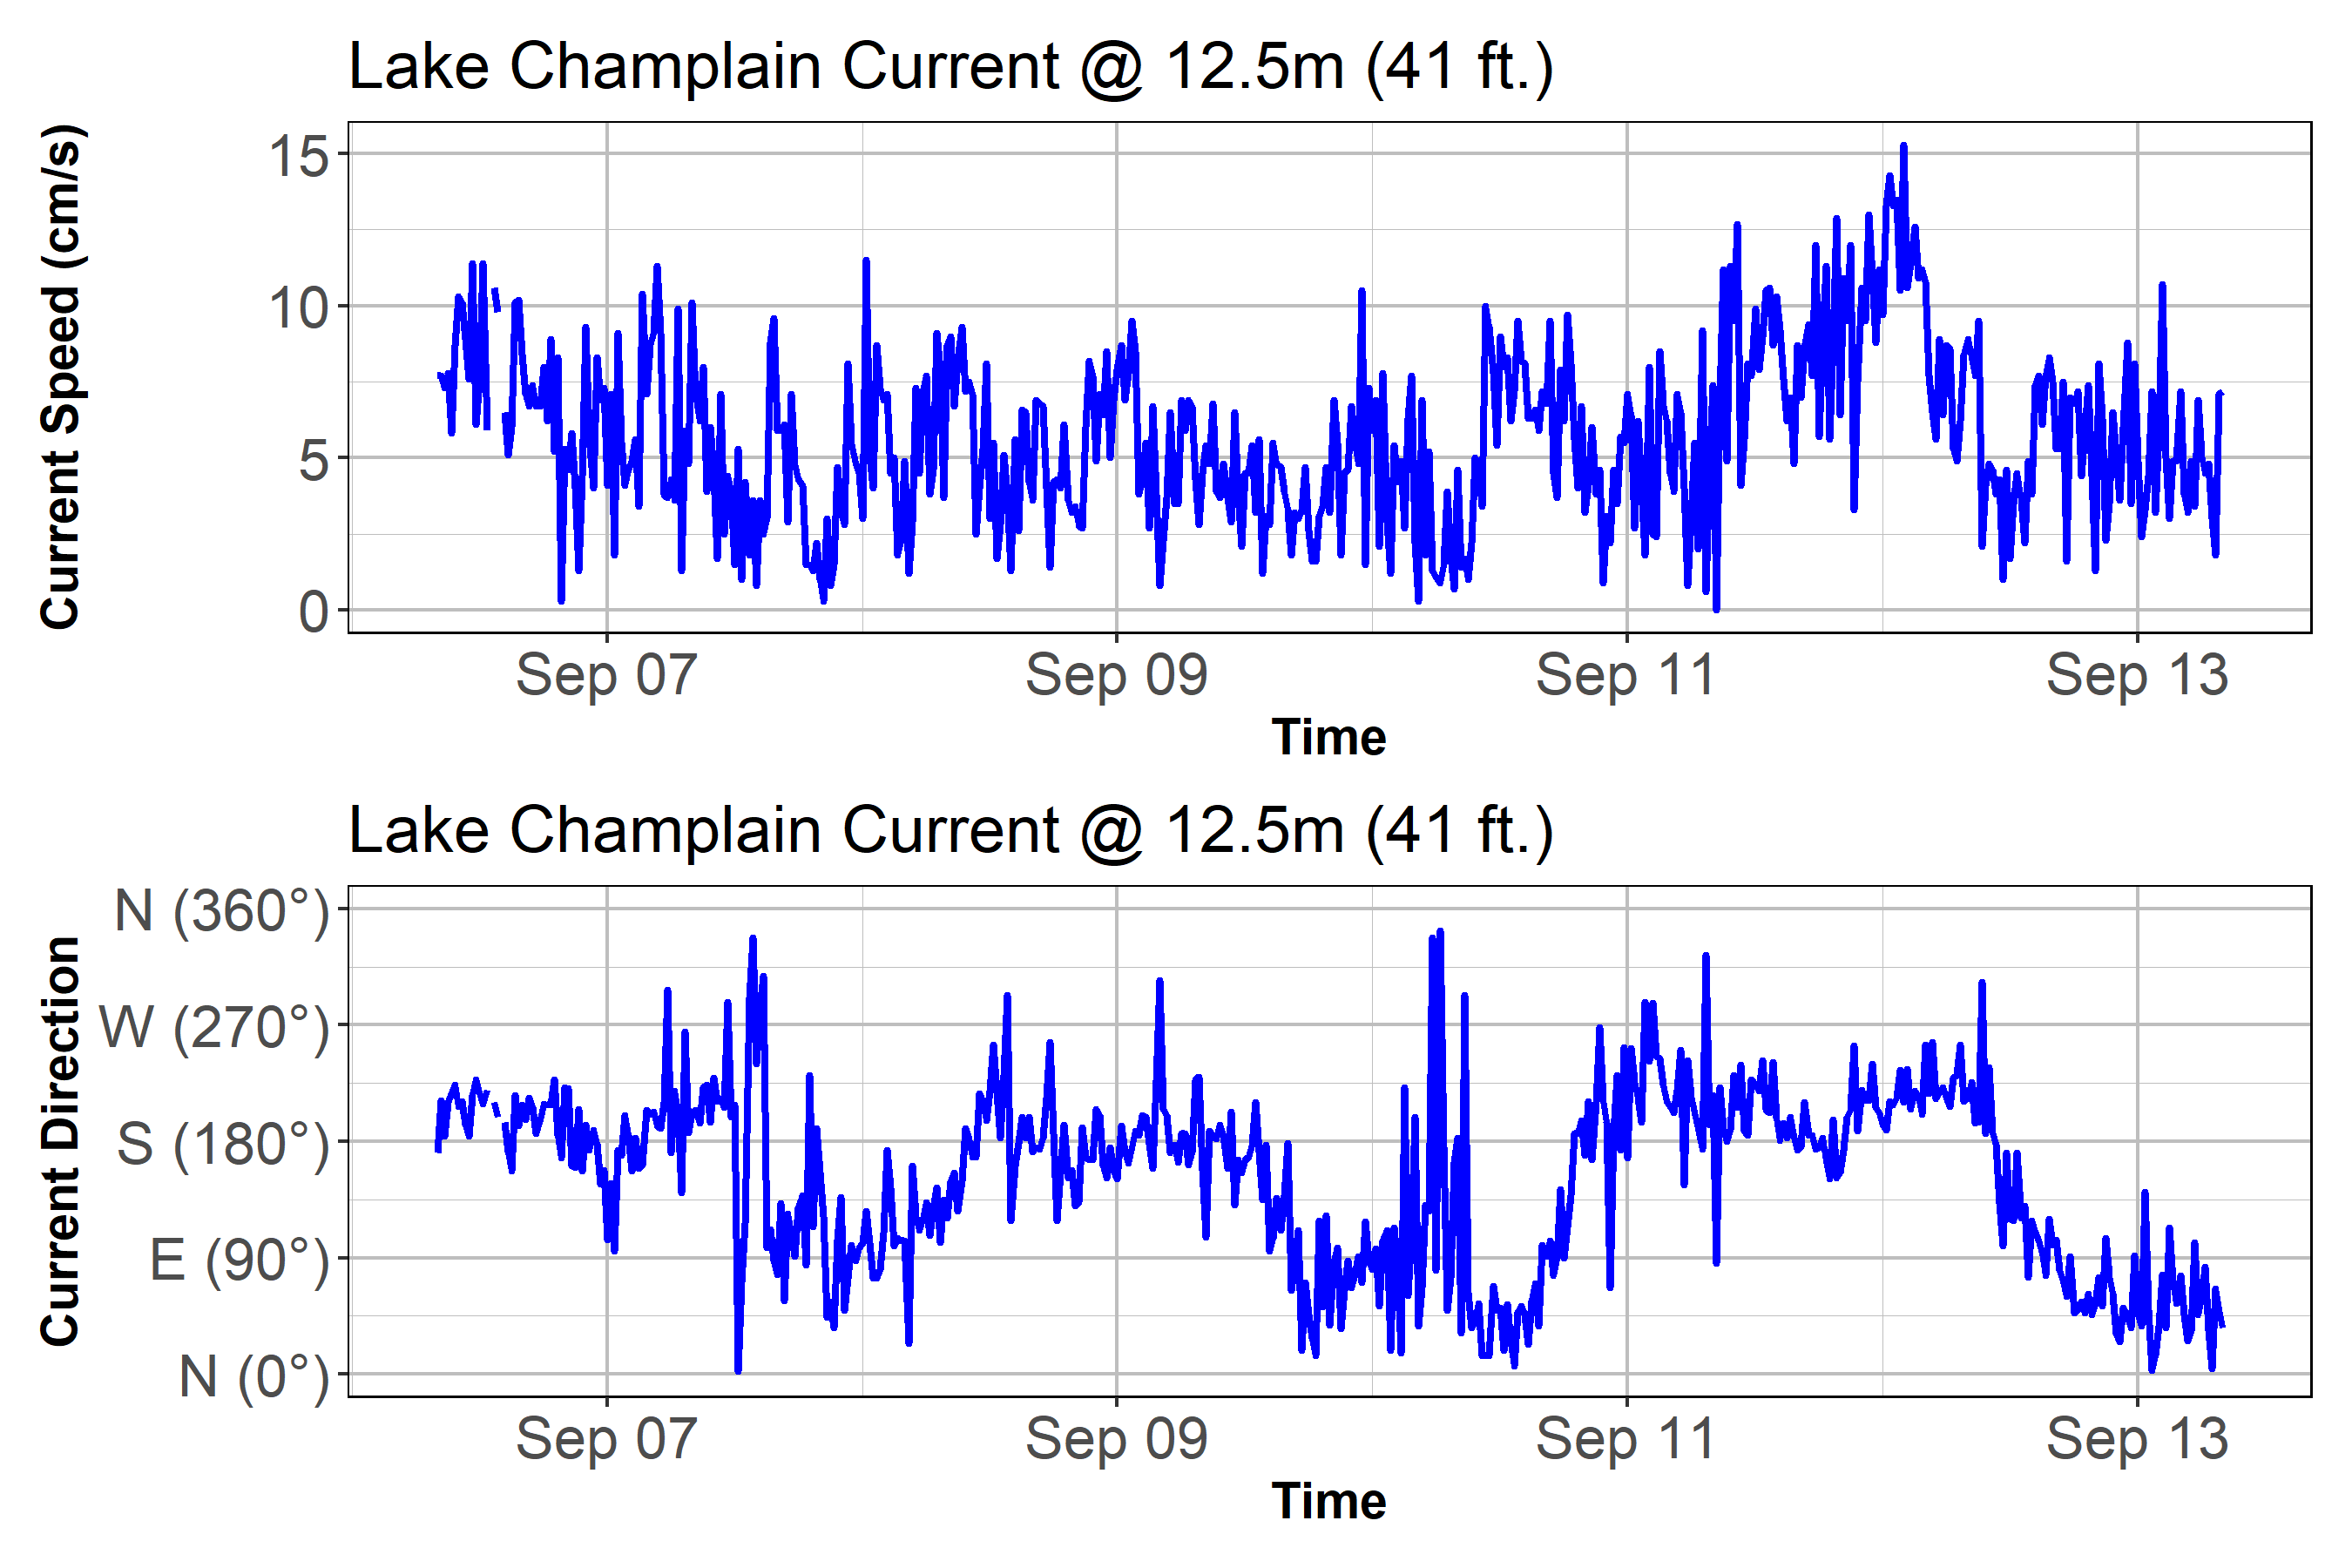 Lake Champlain Current @ 12.5m (41 ft.)
Current Speed (cm/s)
15
10
5
0
Sep 07 Sep 09 Sep 11 Sep 13
Time
Lake Champlain Current @ 12.5m (41 ft.)
Current Direction
N (360°)
W (270°)
S (180°)
E (90°)
N (0°)
Sep 07 Sep 09 Sep 11 Sep 13
Time